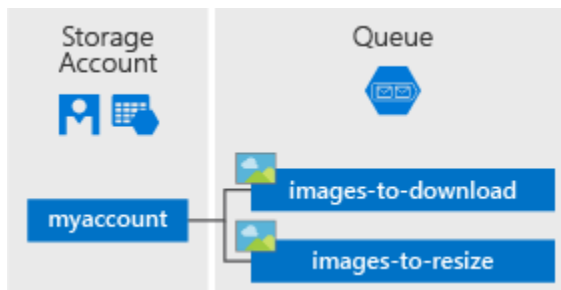 Storage
Account
Queue
myaccount
images-to-download
images-to-resize